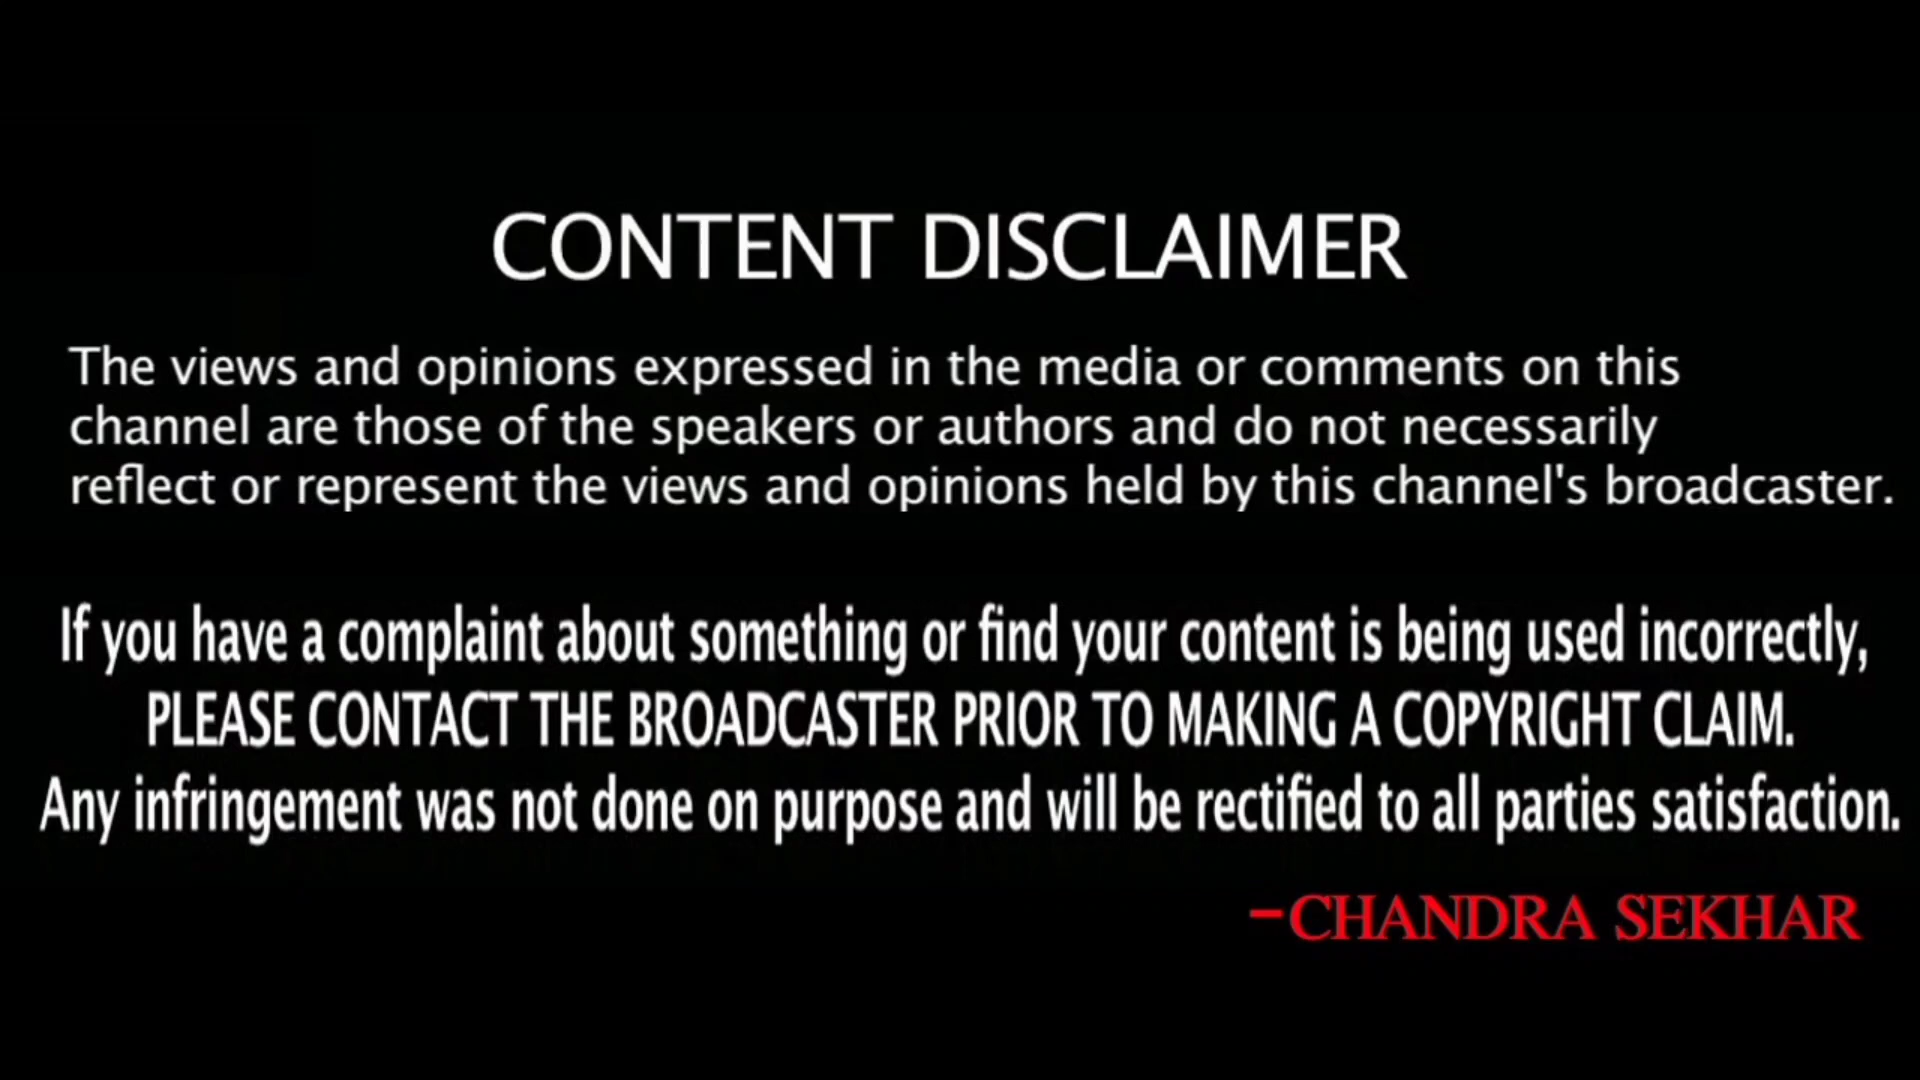 CONTENT DISCLAIMER
The views and opinions expressed in the media or comments on this
channel are those of the speakers or authors and do not necessarily
reflect or represent the views and opinions held by this channel's broadcaster.
If you have a complaint about something or find your content is being used incorrectly,
PLEASE CONTACT THE BROADCASTER PRIOR TO MAKING A COPYRIGHT CLAIM.
Any infringement was not done on purpose and will be rectified to all parties satisfaction.
-CHANDRA SEKHAR